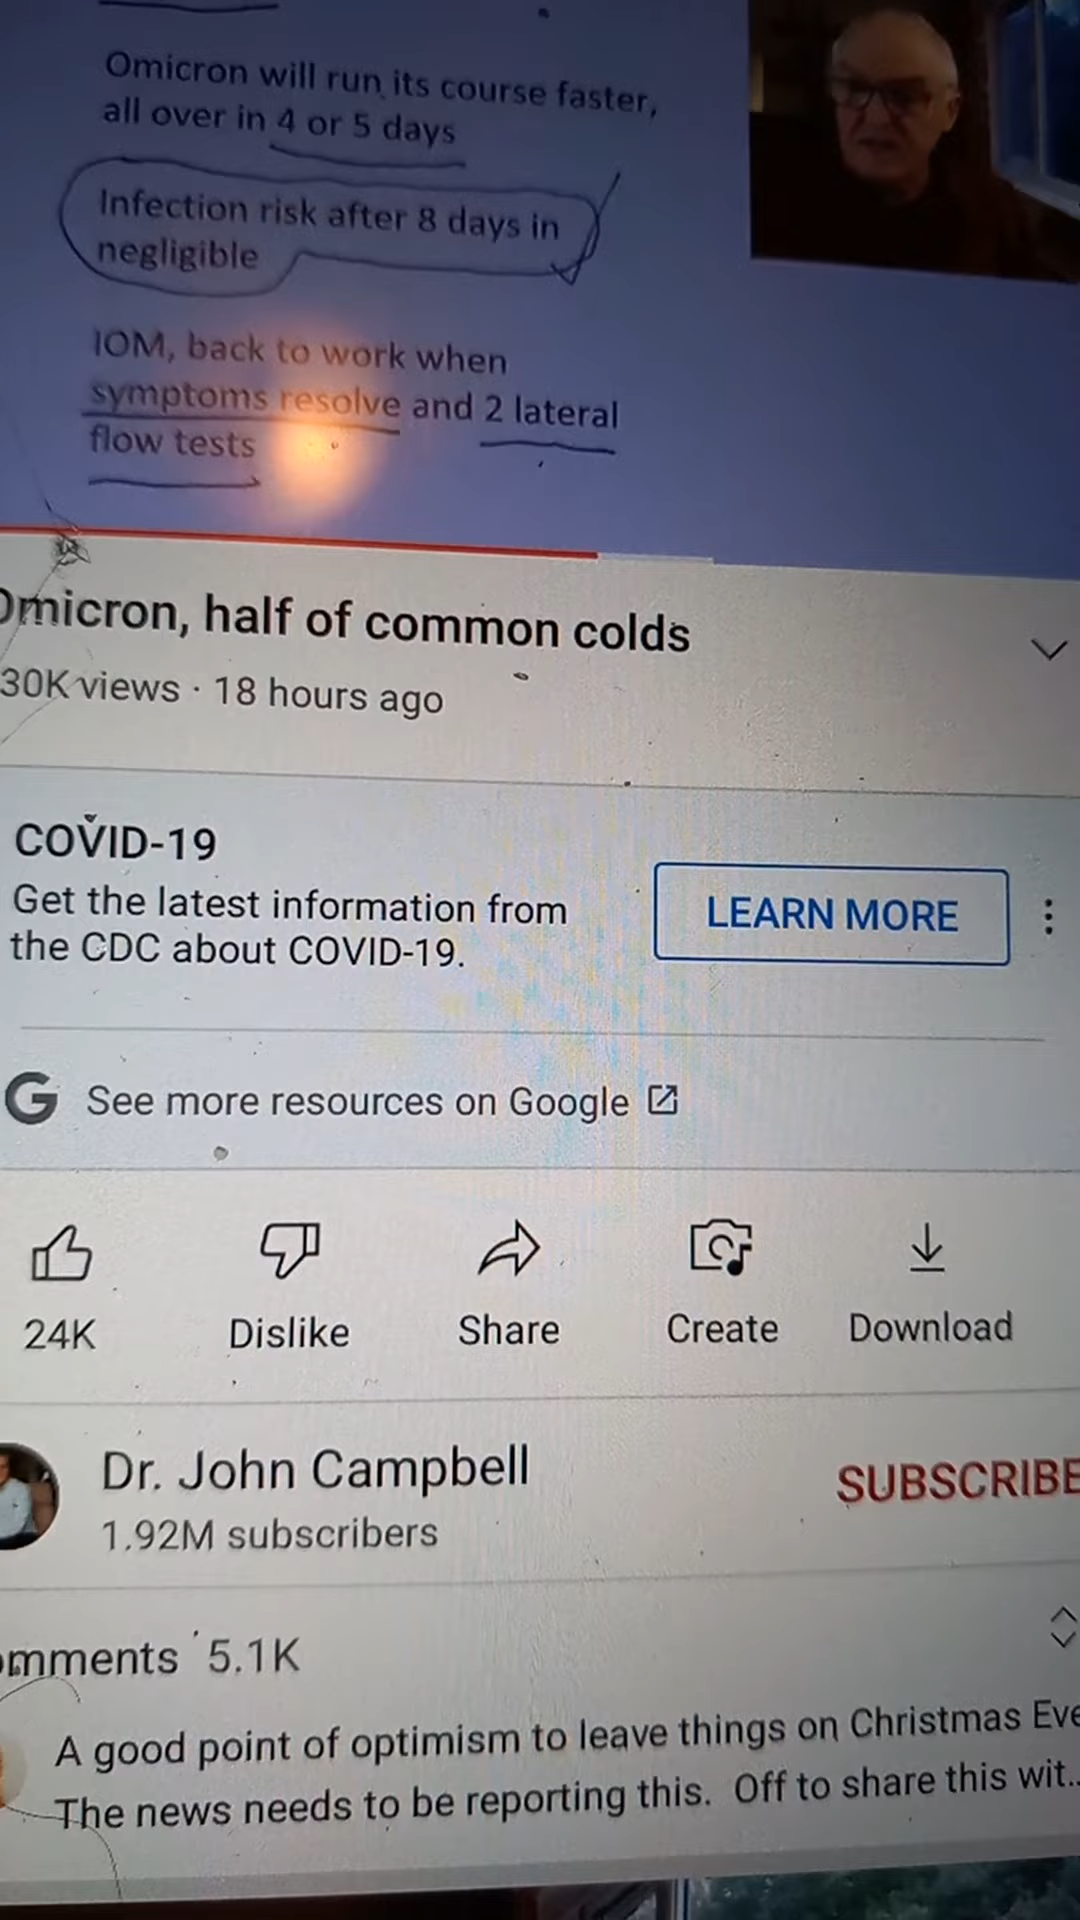 Omicron will run its course faster,
all over in 4 or 5 days
Infection risk after 8 days in
negligible
IOM, back to work when
symptoms resolve and 2 lateral
flow tests
Omicron, half of common colds
30K views · 18 hours ago
COVID-19
Get the latest information from
the CDC about COVID-19.
LEARN MORE
G See more resources on Google
24K
Dislike
Share
Create
Download
Dr. John Campbell
1.92M subscribers
SUBSCRIBE
omments 5.1K
A good point of optimism to leave things on Christmas Eve
The news needs to be reporting this. Off to share this wit...